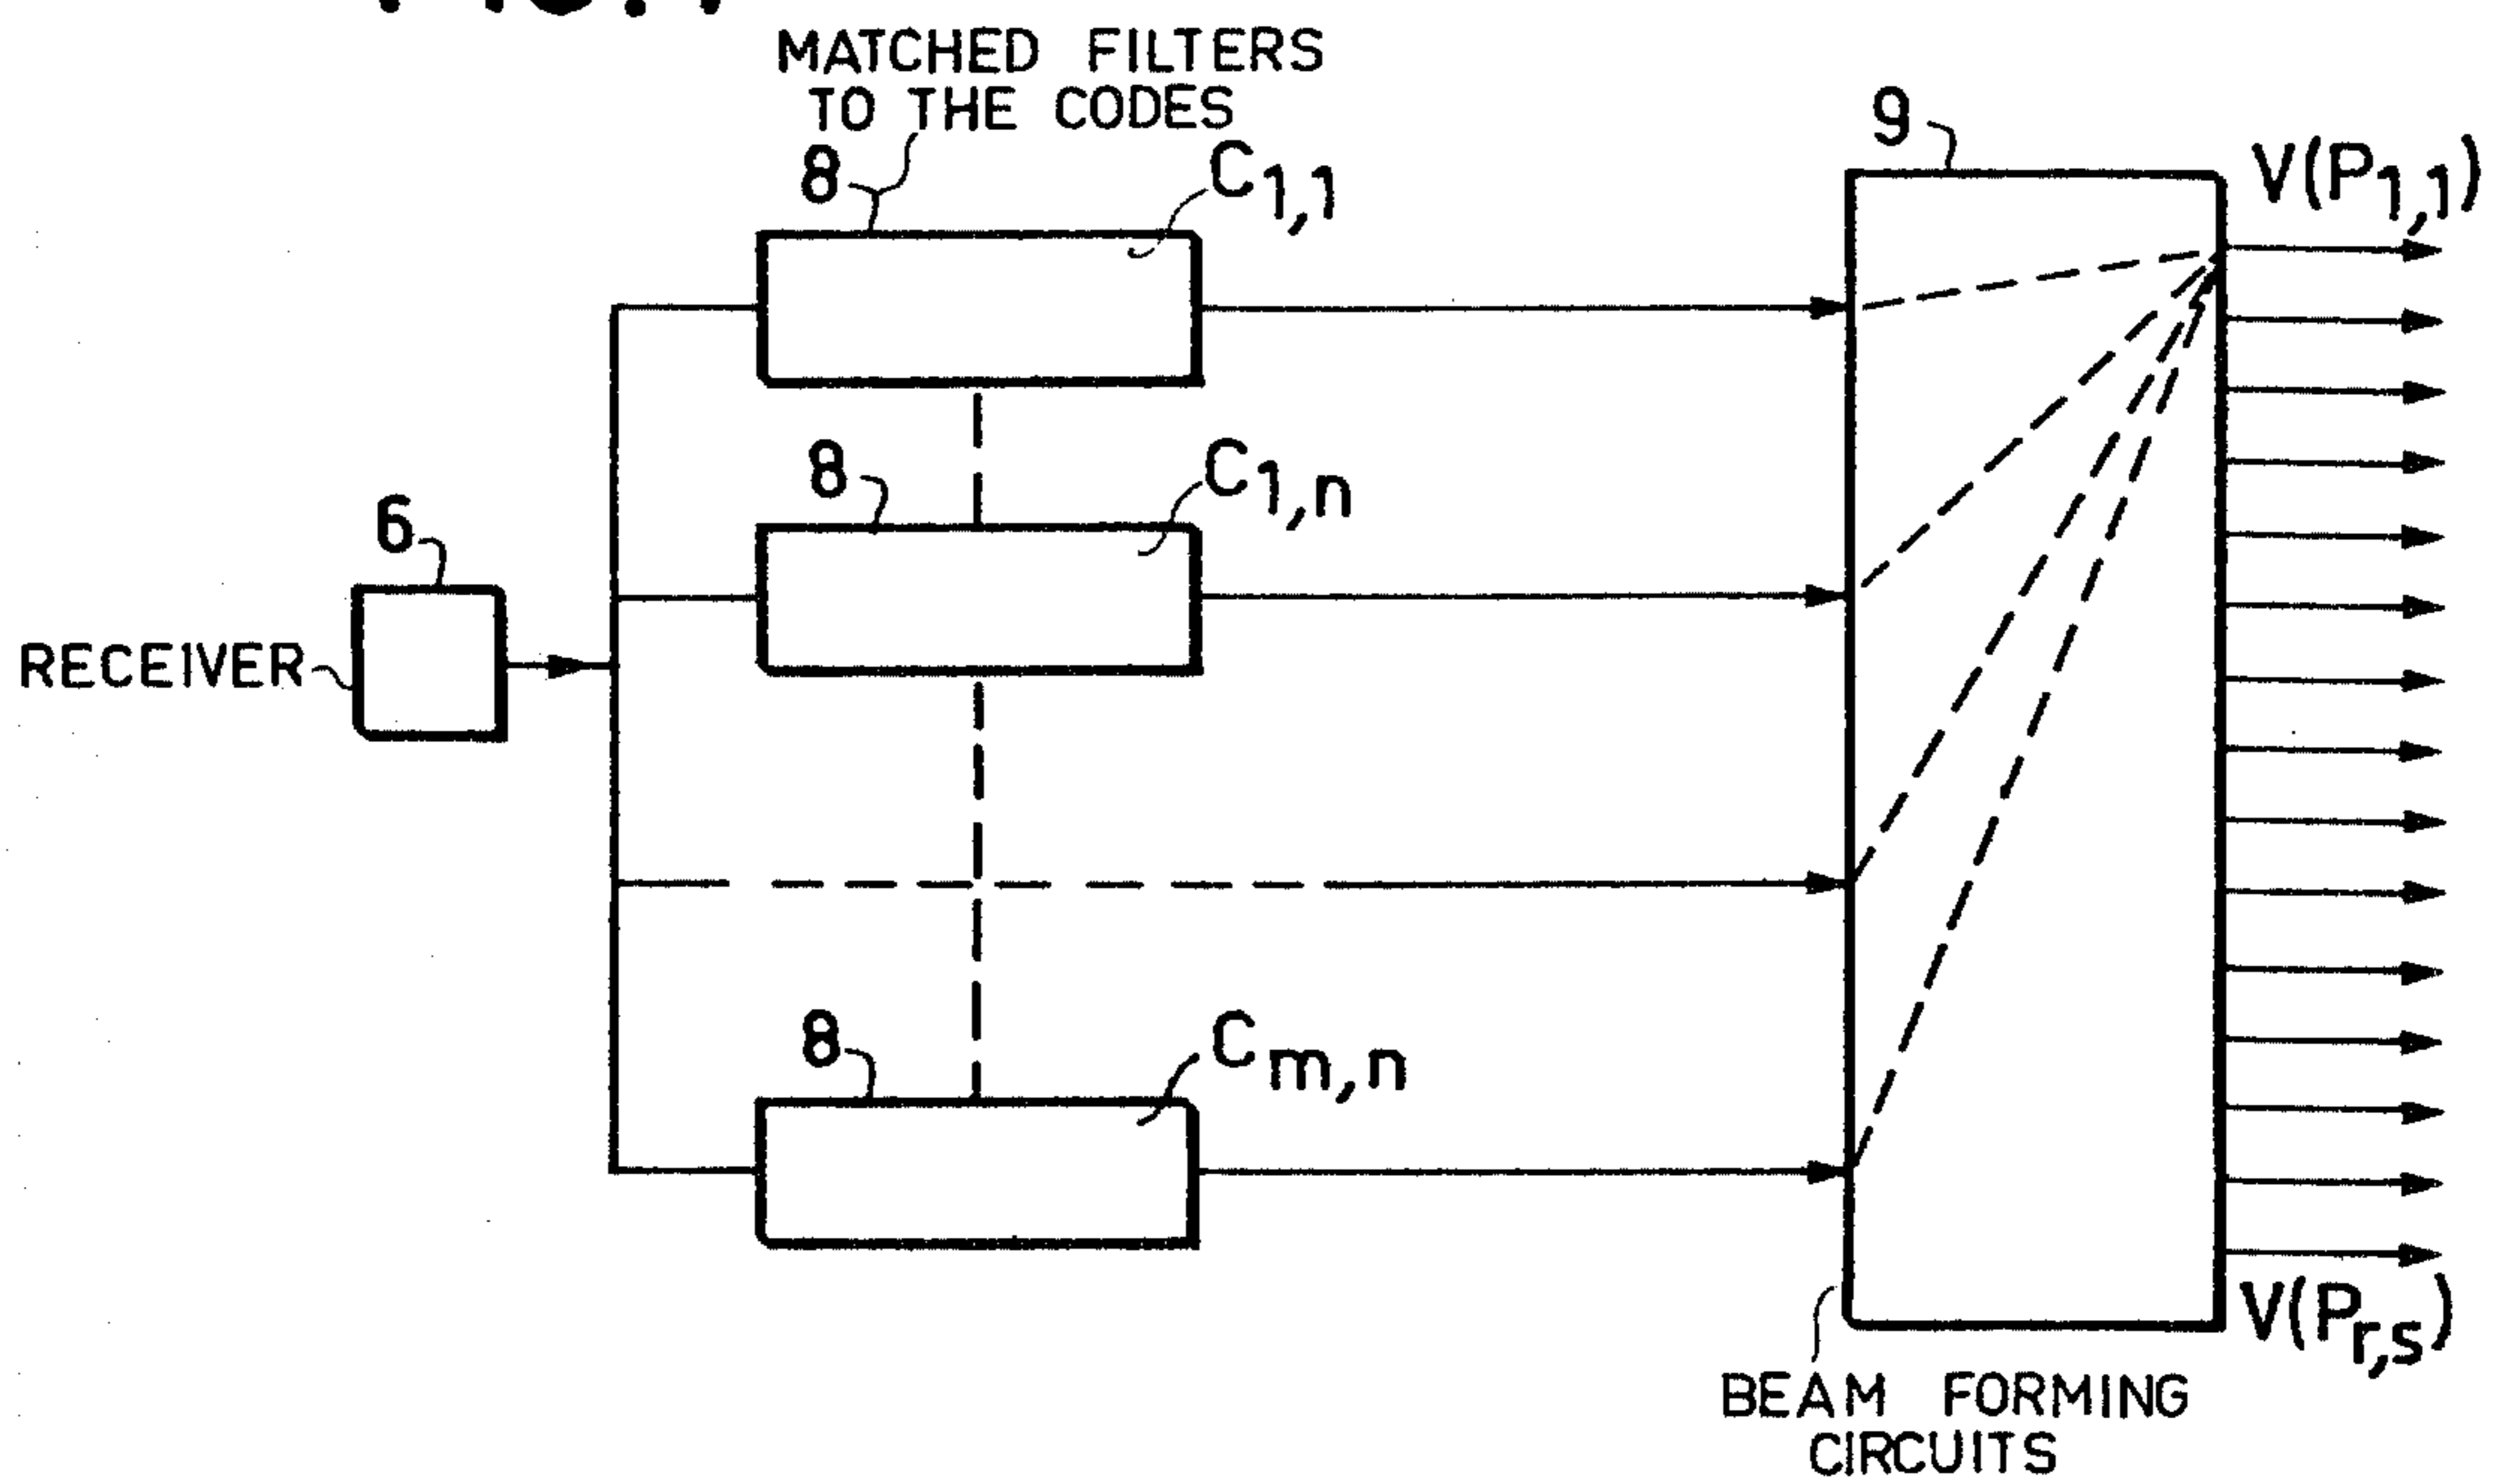 MATCHED FILTERS
TO THE CODES
8
C1,1
9
V(P1,1)
8
C1,n
6
RECEIVER
8
Cm,n
V(Pr,s)
BEAM FORMING
CIRCUITS